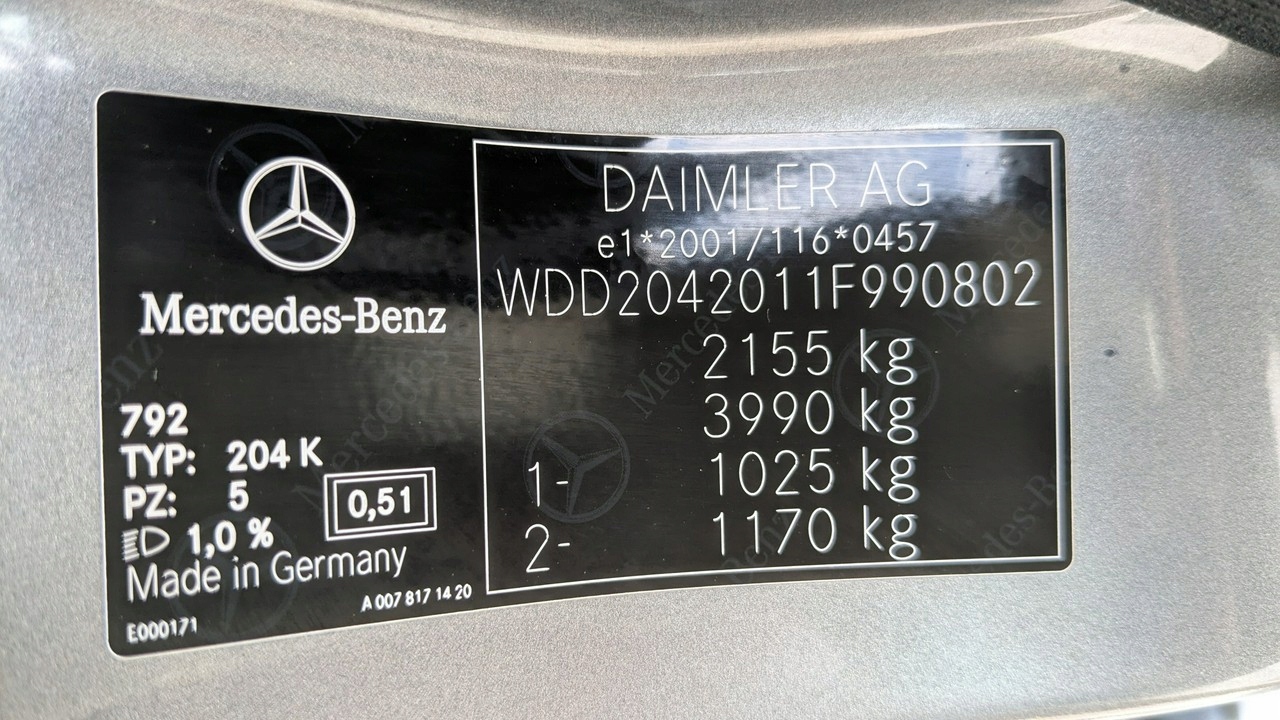 Mercedes-Benz
792
TYP: 204 K
PZ: 5
0,51
1,0 %
Made in Germany
A 007 817 14 20
E000171
DAIMLER AG
e1*2001/116*0457
WDD2042011F990802
2155 kg
3990 kg
1- 1025 kg
2- 1170 kg